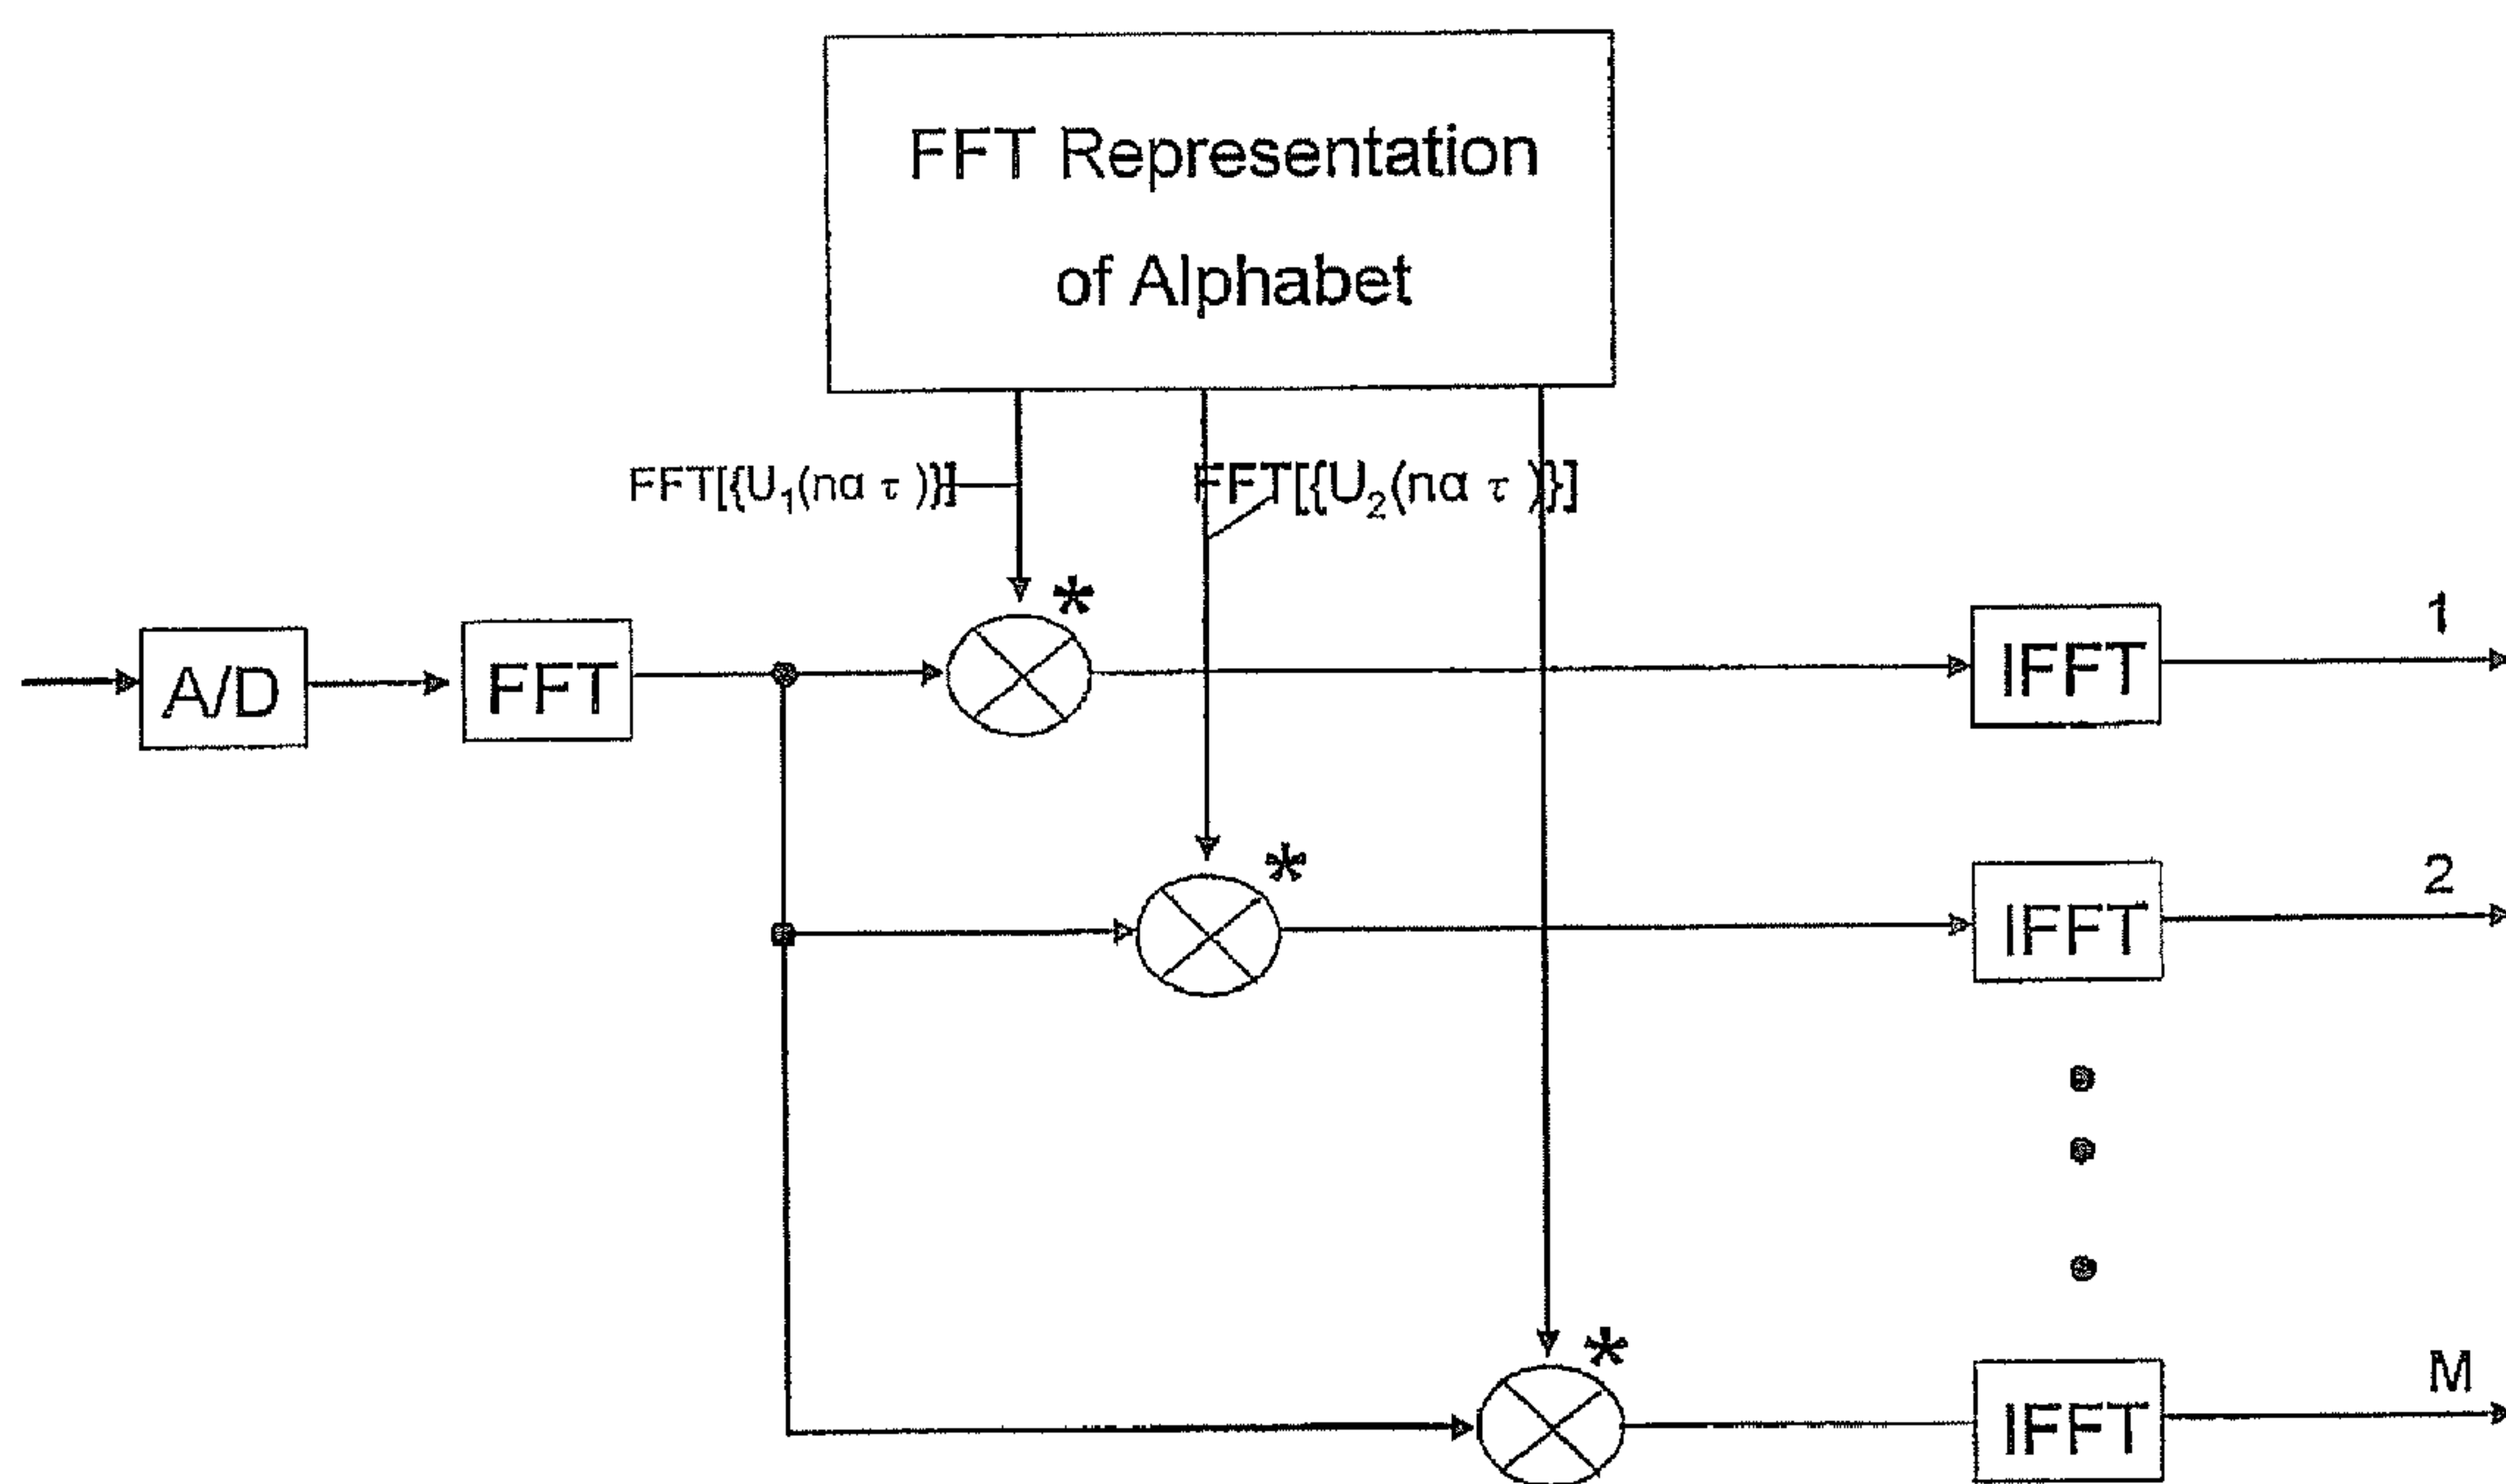 FFT Representation
of Alphabet
FFT[{U₁(nα τ )}]
FFT[{U₂(nα τ )}]
*
1
A/D
FFT
IFFT
*
2
IFFT
*
M
IFFT